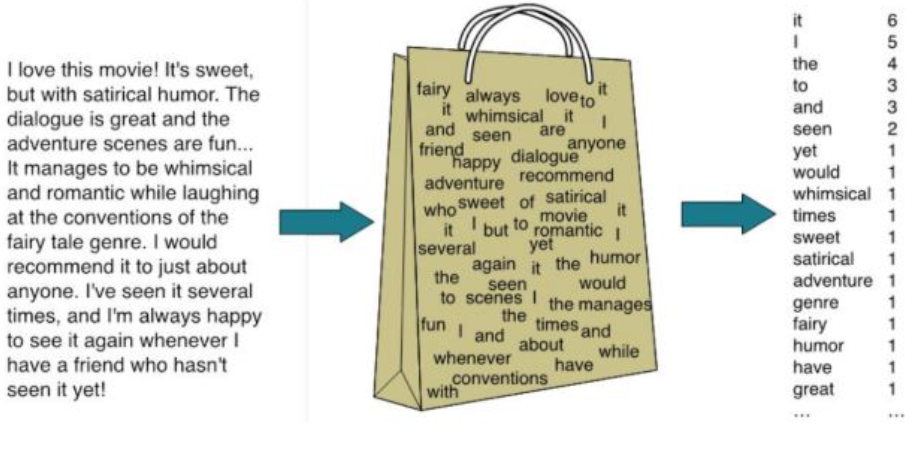 I love this movie! It's sweet,
but with satirical humor. The
dialogue is great and the
adventure scenes are fun...
It manages to be whimsical
and romantic while laughing
at the conventions of the
fairy tale genre. I would
recommend it to just about
anyone. I've seen it several
times, and I'm always happy
to see it again whenever I
have a friend who hasn't
seen it yet!
fairy always love to it
it whimsical it I
and seen are anyone
friend happy dialogue
adventure recommend
who sweet of satirical
it I but to movie it
romantic I
several yet
again it the humor
the seen would
to scenes I the manages
fun I and the times and
about while
whenever have
conventions
with
it 6
I 5
the 4
to 3
and 3
seen 2
yet 1
would 1
whimsical 1
times 1
sweet 1
satirical 1
adventure 1
genre 1
fairy 1
humor 1
have 1
great 1
... ...